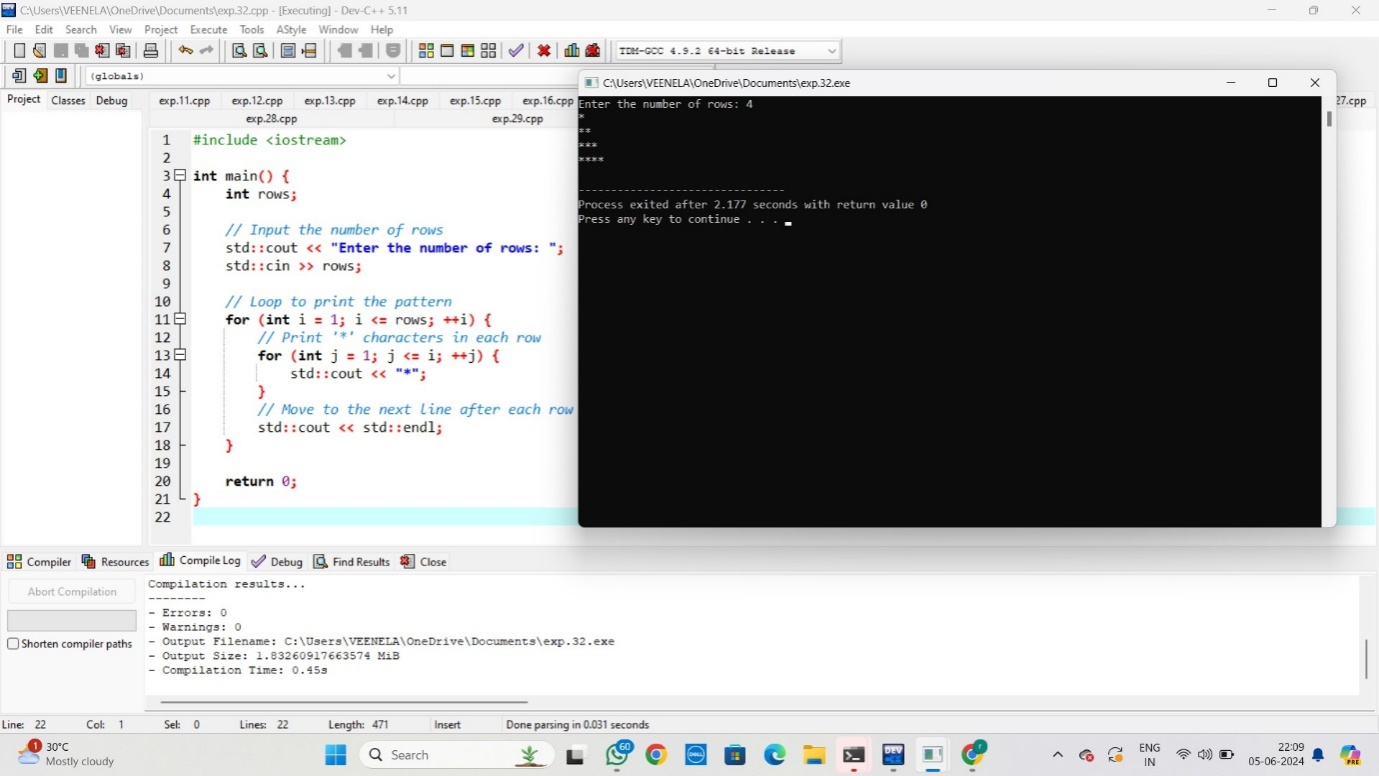 C:\Users\VEENELA\OneDrive\Documents\exp.32.cpp - [Executing] - Dev-C++ 5.11
File Edit Search View Project Execute Tools AStyle Window Help
TDM-GCC 4.9.2 64-bit Release
(globals)
Project Classes Debug
exp.11.cpp exp.12.cpp exp.13.cpp exp.14.cpp exp.15.cpp exp.16.cpp 27.cpp
exp.28.cpp exp.29.cpp
1 #include <iostream>
2
3 int main() {
4 int rows;
5
6 // Input the number of rows
7 std::cout << "Enter the number of rows: ";
8 std::cin >> rows;
9
10 // Loop to print the pattern
11 for (int i = 1; i <= rows; ++i) {
12 // Print '*' characters in each row
13 for (int j = 1; j <= i; ++j) {
14 std::cout << "*";
15 }
16 // Move to the next line after each row
17 std::cout << std::endl;
18 }
19
20 return 0;
21 }
22
C:\Users\VEENELA\OneDrive\Documents\exp.32.exe
Enter the number of rows: 4
*
**
***
****
--------------------------------
Process exited after 2.177 seconds with return value 0
Press any key to continue . . .
Compiler Resources Compile Log Debug Find Results Close
Abort Compilation
Shorten compiler paths
Compilation results...
--------
- Errors: 0
- Warnings: 0
- Output Filename: C:\Users\VEENELA\OneDrive\Documents\exp.32.exe
- Output Size: 1.83260917663574 MiB
- Compilation Time: 0.45s
Line: 22 Col: 1 Sel: 0 Lines: 22 Length: 471 Insert Done parsing in 0.031 seconds
1
30°C
Mostly cloudy
Search
60
DELL
DEV
ENG
IN
22:09
05-06-2024
PRE